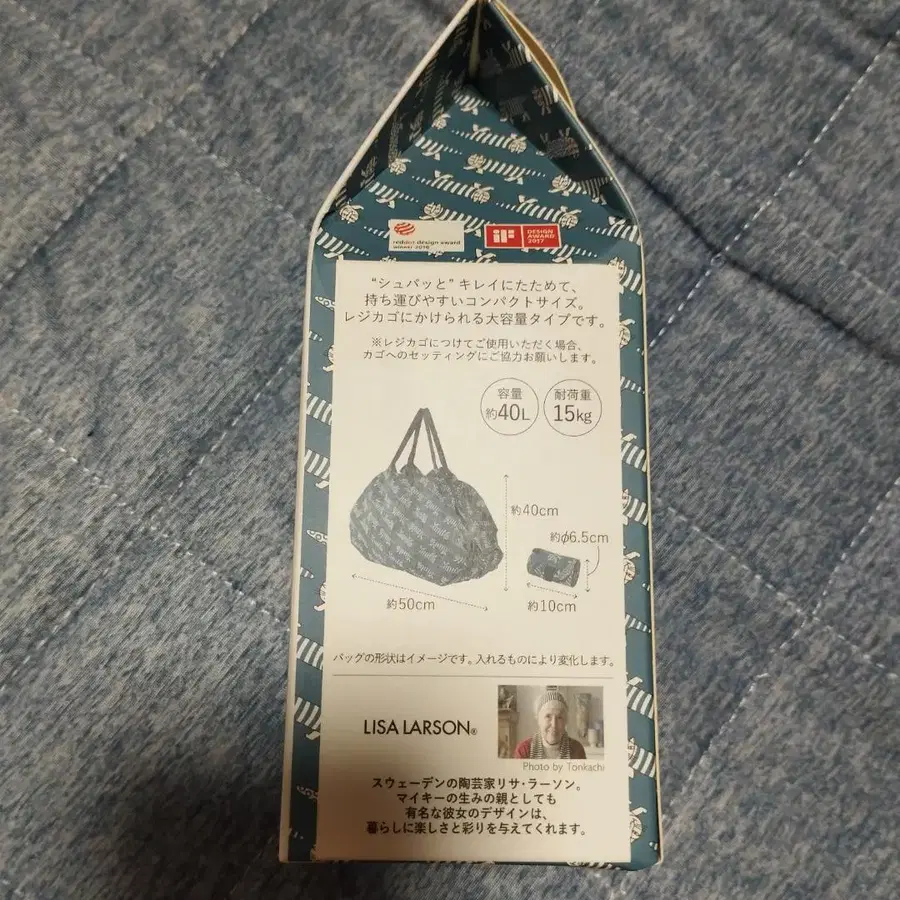 reddot design award
winner 2016
iF
DESIGN
AWARD
2017
“シュパッと” キレイにたためて、
持ち運びやすいコンパクトサイズ。
レジカゴにかけられる大容量タイプです。
※レジカゴにつけてご使用いただく場合、
カゴへのセッティングにご協力お願いします。
容量
約40L
耐荷重
15kg
約40cm
約φ6.5cm
約50cm
約10cm
バッグの形状はイメージです。入れるものにより変化します。
LISA LARSON®
Photo by Tonkachi
スウェーデンの陶芸家リサ・ラーソン。
マイキーの生みの親としても
有名な彼女のデザインは、
暮らしに楽しさと彩りを与えてくれます。